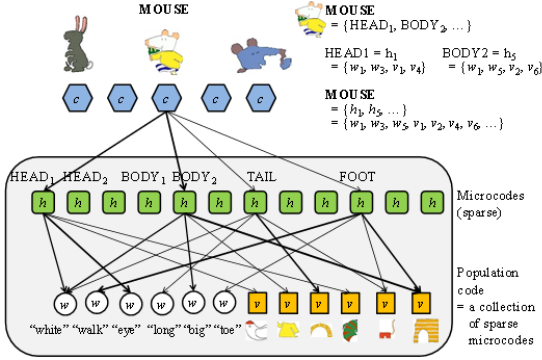 MOUSE
MOUSE
= {HEAD1, BODY2, …}
HEAD1 = h1
= {w1, w3, v1, v4}
BODY2 = h5
= {w1, w5, v2, v6}
MOUSE
= {h1, h5, … }
= {w1, w3, w5, v1, v2, v4, v6, …}
c c c c c
HEAD1 HEAD2 BODY1 BODY2 TAIL FOOT
h h h h h h h h h h h h
Microcodes
(sparse)
w w w w w w v v v v v v
Population
code
= a collection
of sparse
microcodes
“white” “walk” “eye” “long” “big” “toe”